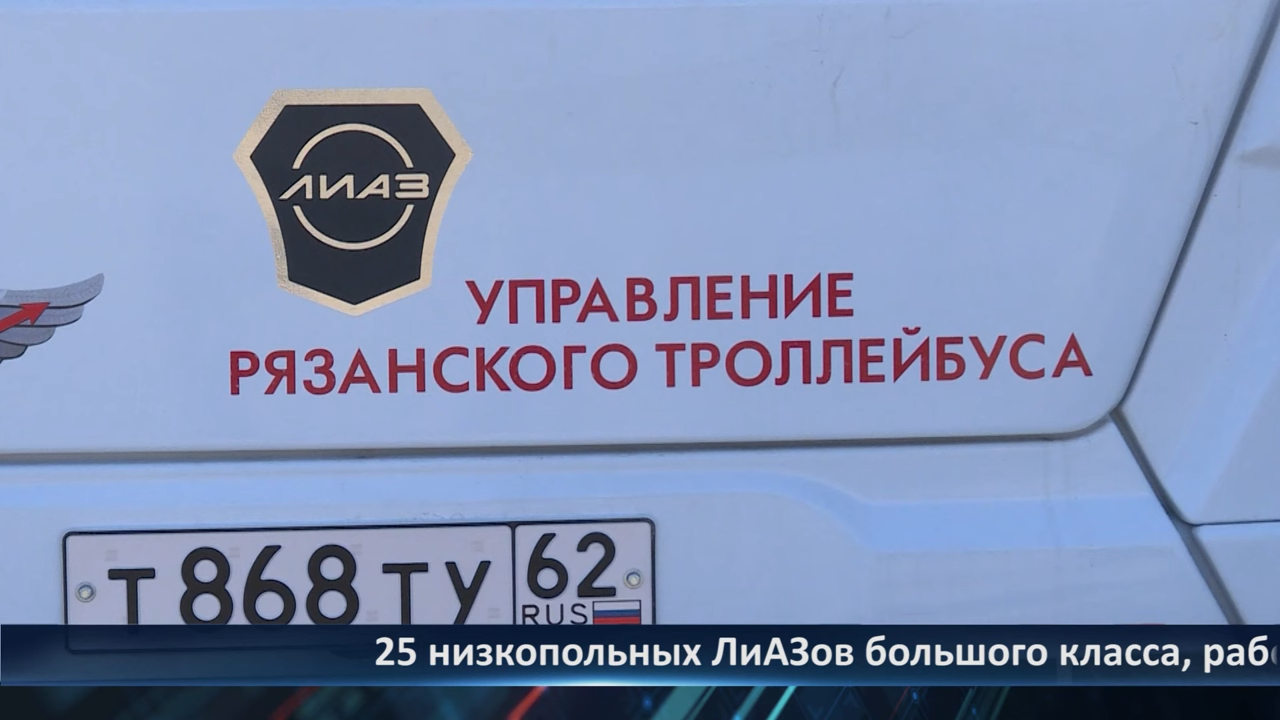 ЛИАЗ
УПРАВЛЕНИЕ
РЯЗАНСКОГО ТРОЛЛЕЙБУСА
Т 868 ТУ 62
RUS
25 низкопольных ЛиАЗов большого класса,